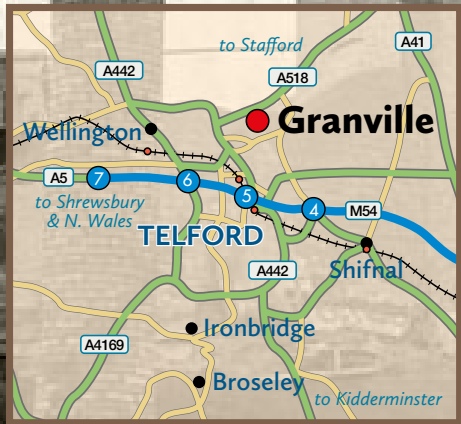 to Stafford
A41
A442
A518
Granville
Wellington
A5
7
6
5
4
M54
to Shrewsbury
& N. Wales
TELFORD
A442
Shifnal
Ironbridge
A4169
Broseley
to Kidderminster